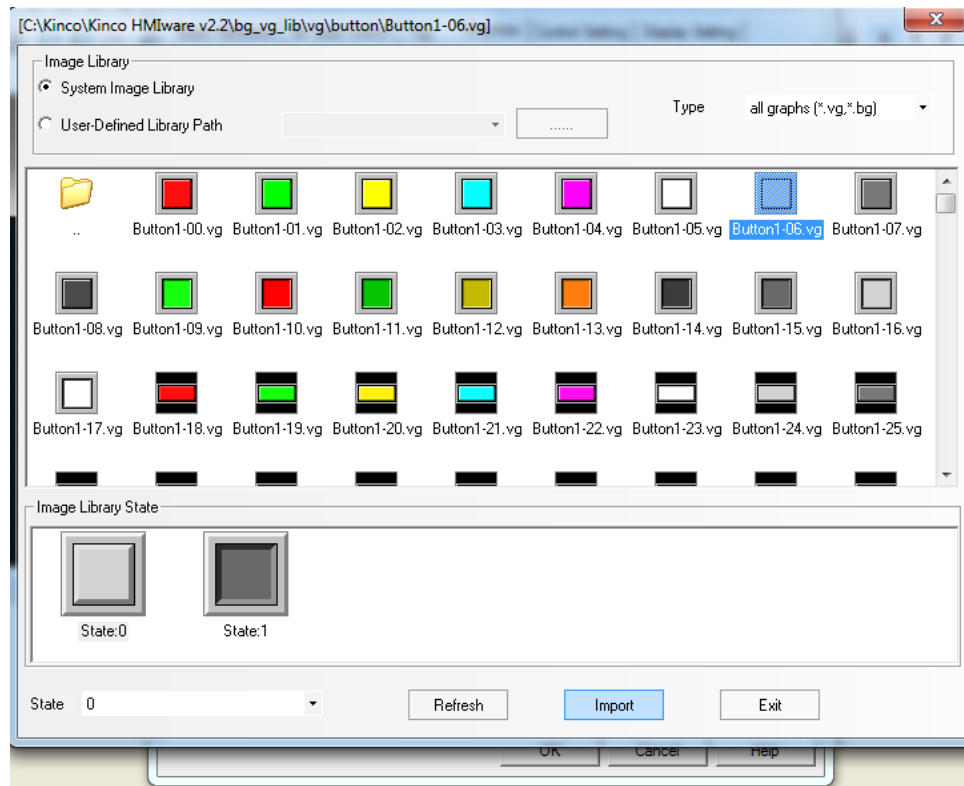 [C:\Kinco\Kinco HMIware v2.2\bg_vg_lib\vg\button\Button1-06.vg]
Control Setting Display Setting
Image Library
System Image Library
User-Defined Library Path ...... Type all graphs (*.vg,*.bg)
.. Button1-00.vg Button1-01.vg Button1-02.vg Button1-03.vg Button1-04.vg Button1-05.vg Button1-06.vg Button1-07.vg
Button1-08.vg Button1-09.vg Button1-10.vg Button1-11.vg Button1-12.vg Button1-13.vg Button1-14.vg Button1-15.vg Button1-16.vg
Button1-17.vg Button1-18.vg Button1-19.vg Button1-20.vg Button1-21.vg Button1-22.vg Button1-23.vg Button1-24.vg Button1-25.vg
Image Library State
State:0 State:1
State 0 Refresh Import Exit
OK Cancel Help